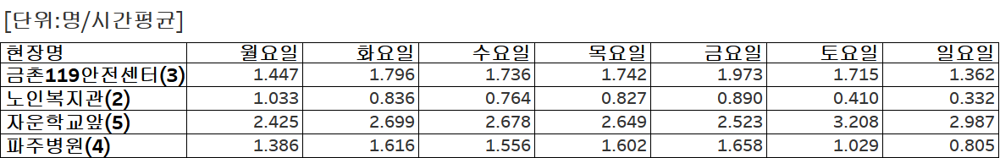 [단위:명/시간평균]
현장명 월요일 화요일 수요일 목요일 금요일 토요일 일요일
금촌119안전센터(3) 1.447 1.796 1.736 1.742 1.973 1.715 1.362
노인복지관(2) 1.033 0.836 0.764 0.827 0.890 0.410 0.332
자운학교앞(5) 2.425 2.699 2.678 2.649 2.523 3.208 2.987
파주병원(4) 1.386 1.616 1.556 1.602 1.658 1.029 0.805